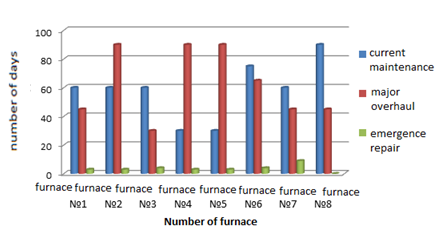 number of days
100
80
60
40
20
0
furnace furnace furnace furnace furnace furnace furnace furnace
№1 №2 №3 №4 №5 №6 №7 №8
Number of furnace
current
maintenance
major
overhaul
emergence
repair